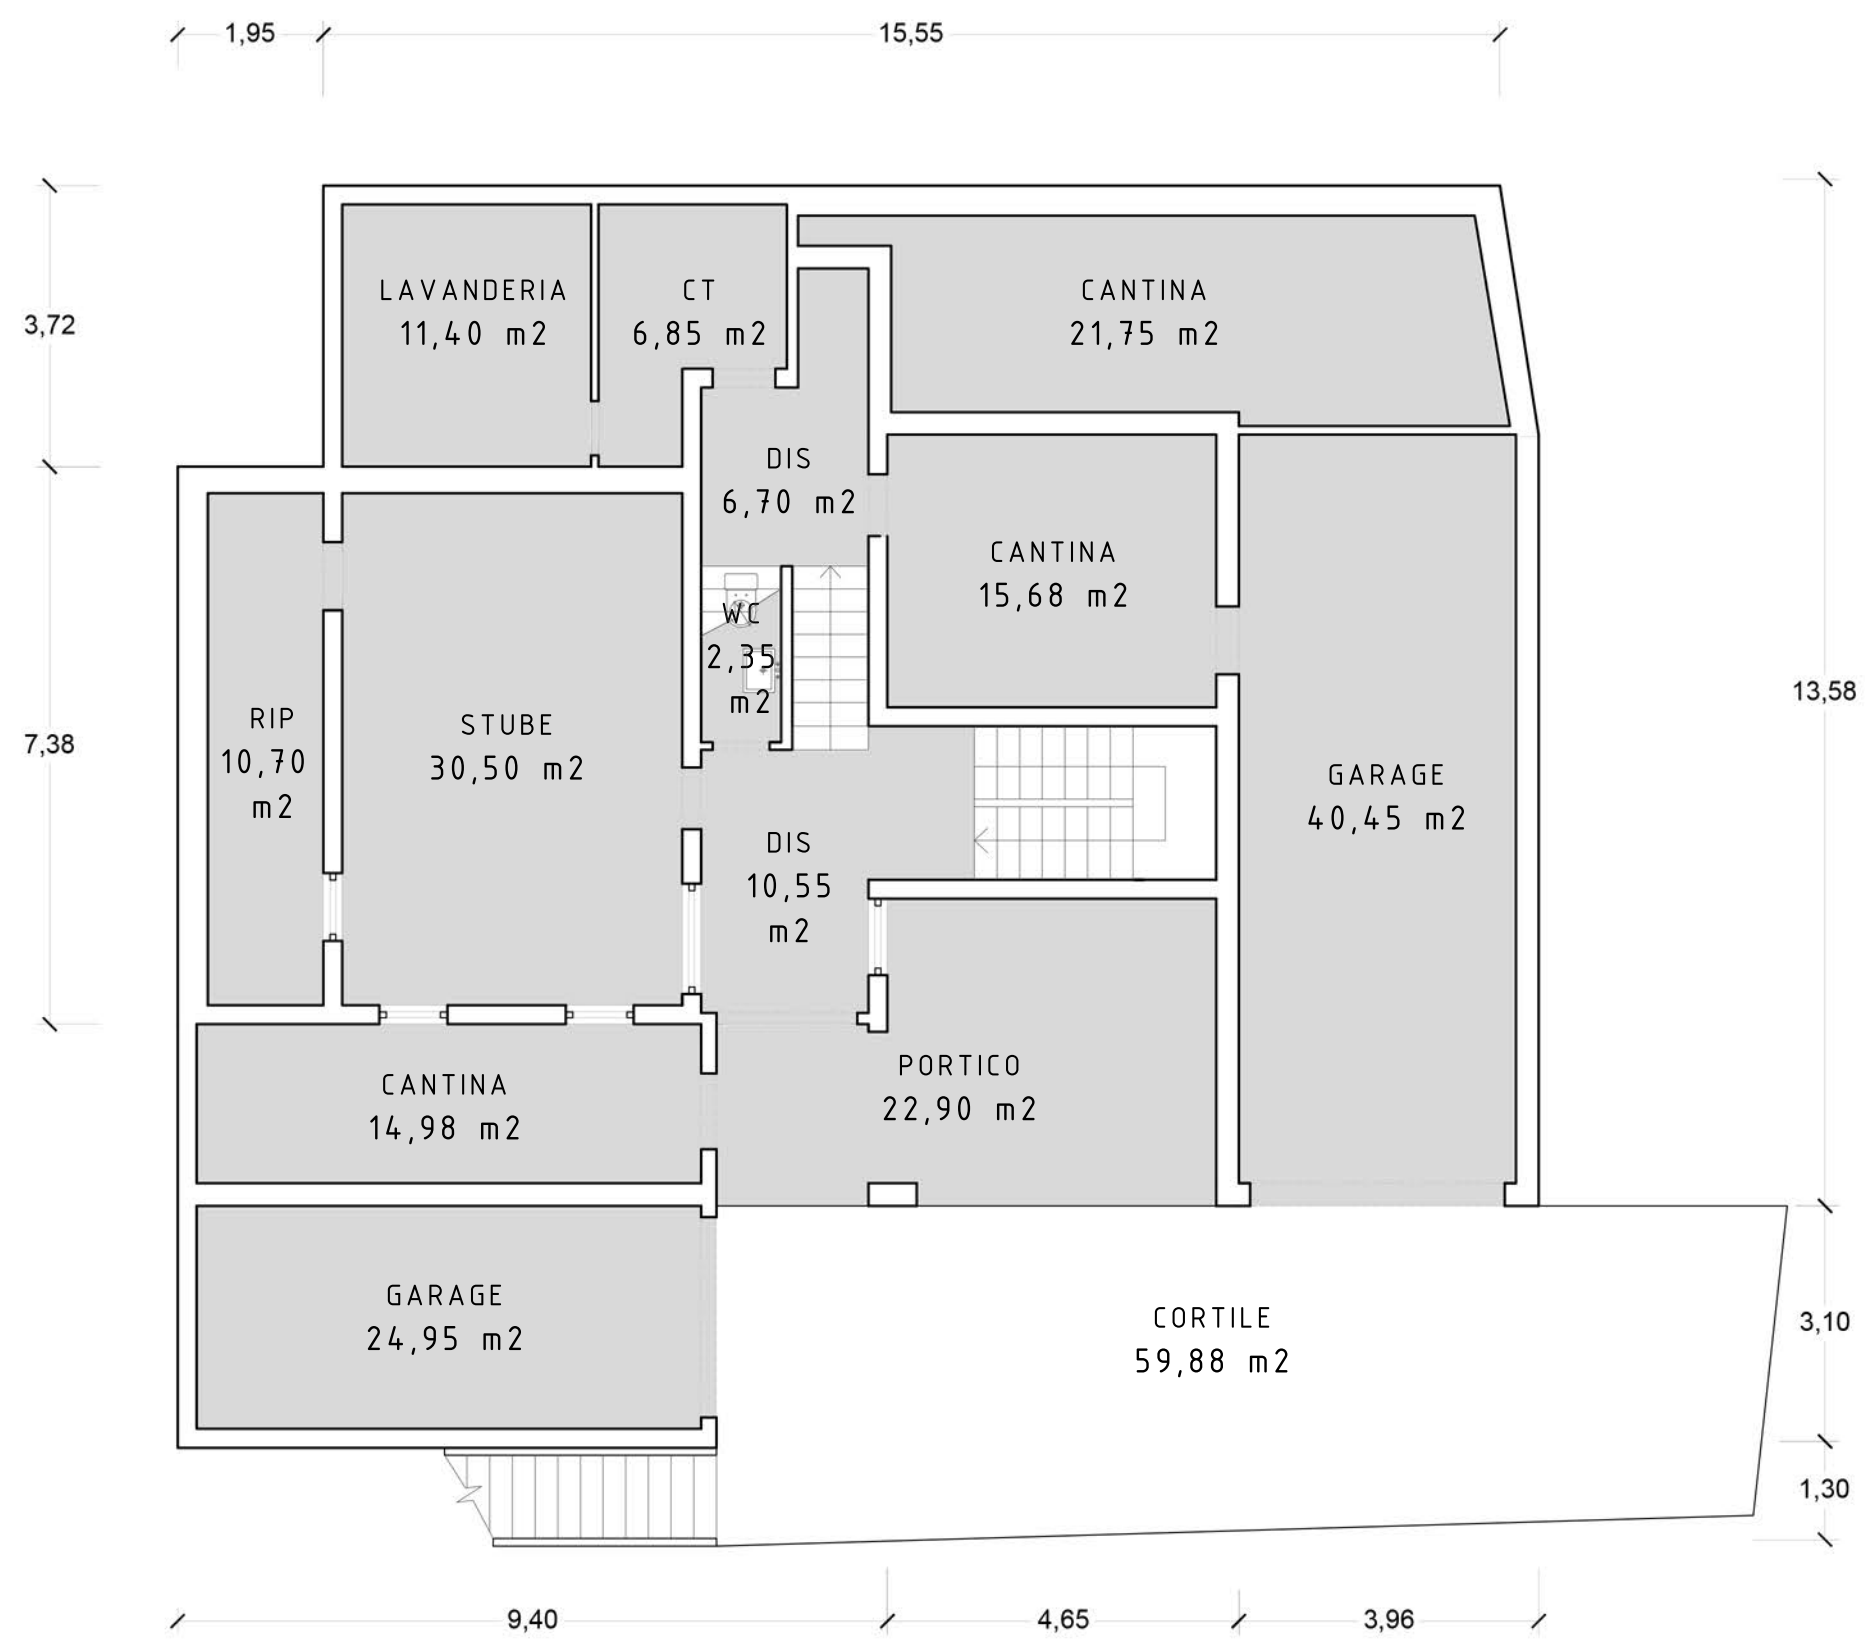 1,95
15,55
LAVANDERIA
11,40 m2
CT
6,85 m2
CANTINA
21,75 m2
3,72
DIS
6,70 m2
CANTINA
15,68 m2
WC
2,35
m2
13,58
RIP
10,70
m2
STUBE
30,50 m2
7,38
GARAGE
40,45 m2
DIS
10,55
m2
PORTICO
22,90 m2
CANTINA
14,98 m2
GARAGE
24,95 m2
CORTILE
59,88 m2
3,10
1,30
9,40
4,65
3,96